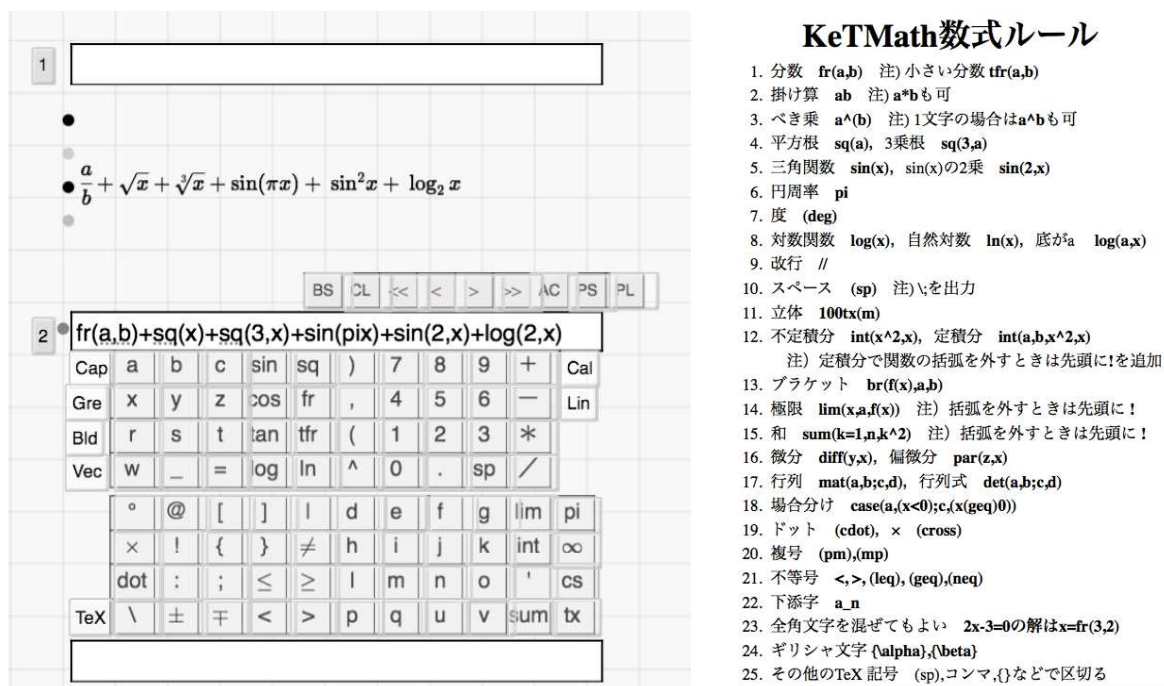 1
a/b + √x + ∛x + sin(πx) + sin²x + log₂ x
BS CL << < > >> AC PS PL
2 fr(a,b)+sq(x)+sq(3,x)+sin(pix)+sin(2,x)+log(2,x)
Cap a b c sin sq ) 7 8 9 + Cal
Gre x y z cos fr , 4 5 6 − Lin
Bld r s t tan tfr ( 1 2 3 *
Vec w _ = log ln ^ 0 . sp /
° @ [ ] | d e f g lim pi
× ! { } ≠ h i j k int ∞
dot : ; ≤ ≥ l m n o ' cs
TeX \ ± ∓ < > p q u v sum tx
KeTMath数式ルール
1. 分数 fr(a,b) 注) 小さい分数 tfr(a,b)
2. 掛け算 ab 注) a*bも可
3. べき乗 a^(b) 注) 1文字の場合はa^bも可
4. 平方根 sq(a), 3乗根 sq(3,a)
5. 三角関数 sin(x), sin(x)の2乗 sin(2,x)
6. 円周率 pi
7. 度 (deg)
8. 対数関数 log(x), 自然対数 ln(x), 底がa log(a,x)
9. 改行 //
10. スペース (sp) 注) \;を出力
11. 立体 100tx(m)
12. 不定積分 int(x^2,x), 定積分 int(a,b,x^2,x)
注）定積分で関数の括弧を外すときは先頭に!を追加
13. ブラケット br(f(x),a,b)
14. 極限 lim(x,a,f(x)) 注）括弧を外すときは先頭に！
15. 和 sum(k=1,n,k^2) 注）括弧を外すときは先頭に！
16. 微分 diff(y,x), 偏微分 par(z,x)
17. 行列 mat(a,b;c,d), 行列式 det(a,b;c,d)
18. 場合分け case(a,(x<0);c,(x(geq)0))
19. ドット (cdot), × (cross)
20. 複号 (pm),(mp)
21. 不等号 <, >, (leq), (geq),(neq)
22. 下添字 a_n
23. 全角文字を混ぜてもよい 2x-3=0の解はx=fr(3,2)
24. ギリシャ文字 {\alpha},{\beta}
25. その他のTeX 記号 (sp),コンマ,{}などで区切る